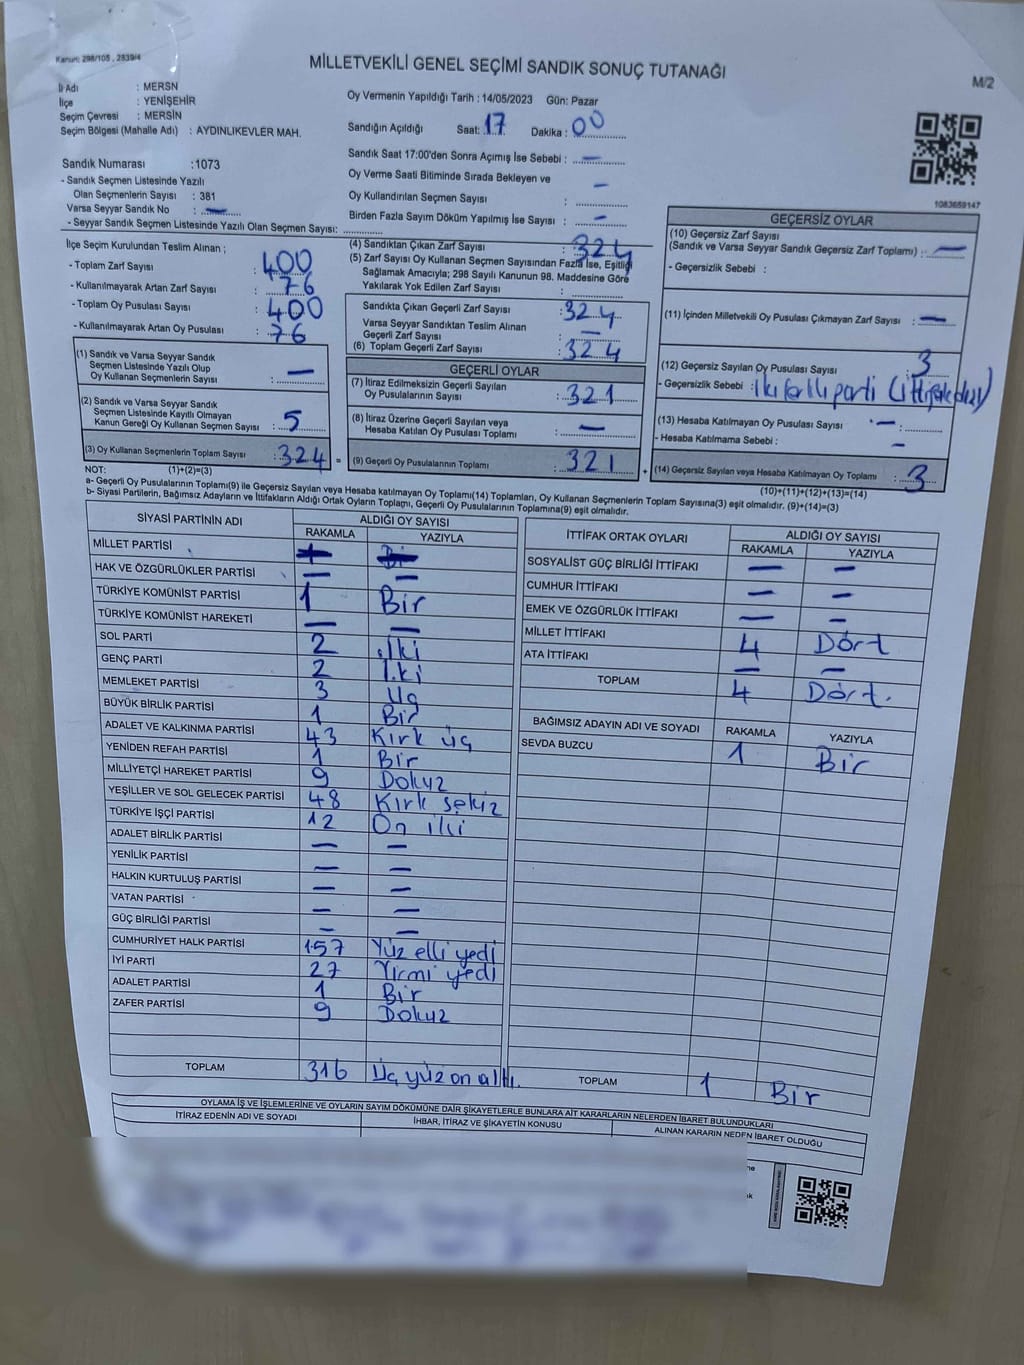 Kanun: 298/105 , 2839/4
MİLLETVEKİLİ GENEL SEÇİMİ SANDIK SONUÇ TUTANAĞI
M/2
İl Adı : MERSN
İlçe : YENİŞEHİR
Seçim Çevresi : MERSİN
Seçim Bölgesi (Mahalle Adı) : AYDINLIKEVLER MAH.
Sandık Numarası :1073
- Sandık Seçmen Listesinde Yazılı
Olan Seçmenlerin Sayısı : 381
Varsa Seyyar Sandık No : —
- Seyyar Sandık Seçmen Listesinde Yazılı Olan Seçmen Sayısı:
Oy Vermenin Yapıldığı Tarih : 14/05/2023 Gün: Pazar
Sandığın Açıldığı Saat: 17 Dakika : 00
Sandık Saat 17:00'den Sonra Açımış İse Sebebi : —
Oy Verme Saati Bitiminde Sırada Bekleyen ve —
Oy Kullandırılan Seçmen Sayısı :
Birden Fazla Sayım Döküm Yapılmış İse Sayısı : —
1083659147
İlçe Seçim Kurulundan Teslim Alınan ;
- Toplam Zarf Sayısı : 400
- Kullanılmayarak Artan Zarf Sayısı : 76
- Toplam Oy Pusulası Sayısı : 400
- Kullanılmayarak Artan Oy Pusulası : 76
(1) Sandık ve Varsa Seyyar Sandık
Seçmen Listesinde Yazılı Olup
Oy Kullanan Seçmenlerin Sayısı : —
(2) Sandık ve Varsa Seyyar Sandık
Seçmen Listesinde Kayıtlı Olmayan
Kanun Gereği Oy Kullanan Seçmen Sayısı : 5
(3) Oy Kullanan Seçmenlerin Toplam Sayısı : 324 =
(4) Sandıktan Çıkan Zarf Sayısı : 324
(5) Zarf Sayısı Oy Kullanan Seçmen Sayısından Fazla İse, Eşitliği
Sağlamak Amacıyla; 298 Sayılı Kanunun 98. Maddesine Göre
Yakılarak Yok Edilen Zarf Sayısı :
Sandıkta Çıkan Geçerli Zarf Sayısı : 324
Varsa Seyyar Sandıktan Teslim Alınan
Geçerli Zarf Sayısı : —
(6) Toplam Geçerli Zarf Sayısı : 324
GEÇERLİ OYLAR
(7) İtiraz Edilmeksizin Geçerli Sayılan
Oy Pusulalarının Sayısı : 321
(8) İtiraz Üzerine Geçerli Sayılan veya
Hesaba Katılan Oy Pusulası Toplamı : —
(9) Geçerli Oy Pusulalarının Toplamı : 321 +
GEÇERSİZ OYLAR
(10) Geçersiz Zarf Sayısı
(Sandık ve Varsa Seyyar Sandık Geçersiz Zarf Toplamı) : —
- Geçersizlik Sebebi :
(11) İçinden Milletvekili Oy Pusulası Çıkmayan Zarf Sayısı : —
(12) Geçersiz Sayılan Oy Pusulası Sayısı : 3
- Geçersizlik Sebebi : iki farklı parti
(13) Hesaba Katılmayan Oy Pusulası Sayısı : —
- Hesaba Katılmama Sebebi : —
(14) Geçersiz Sayılan veya Hesaba Katılmayan Oy Toplamı : 3
NOT: (1)+(2)=(3)
(10)+(11)+(12)+(13)=(14)
a- Geçerli Oy Pusulalarının Toplamı(9) ile Geçersiz Sayılan veya Hesaba katılmayan Oy Toplamı(14) Toplamları, Oy Kullanan Seçmenlerin Toplam Sayısına(3) eşit olmalıdır. (9)+(14)=(3)
b- Siyasi Partilerin, Bağımsız Adayların ve İttifakların Aldığı Ortak Oyların Toplamı, Geçerli Oy Pusulalarının Toplamına(9) eşit olmalıdır.
SİYASİ PARTİNİN ADI ALDIĞI OY SAYISI
RAKAMLA YAZIYLA
MİLLET PARTİSİ
HAK VE ÖZGÜRLÜKLER PARTİSİ — —
TÜRKİYE KOMÜNİST PARTİSİ 1 Bir
TÜRKİYE KOMÜNİST HAREKETİ — —
SOL PARTİ 2 İki
GENÇ PARTİ 2 İki
MEMLEKET PARTİSİ 3 Üç
BÜYÜK BİRLİK PARTİSİ 1 Bir
ADALET VE KALKINMA PARTİSİ 43 Kırk üç
YENİDEN REFAH PARTİSİ 1 Bir
MİLLİYETÇİ HAREKET PARTİSİ 9 Dokuz
YEŞİLLER VE SOL GELECEK PARTİSİ 48 Kırk sekiz
TÜRKİYE İŞÇİ PARTİSİ 12 On iki
ADALET BİRLİK PARTİSİ — —
YENİLİK PARTİSİ — —
HALKIN KURTULUŞ PARTİSİ — —
VATAN PARTİSİ — —
GÜÇ BİRLİĞİ PARTİSİ — —
CUMHURİYET HALK PARTİSİ 157 Yüz elli yedi
İYİ PARTİ 27 Yirmi yedi
ADALET PARTİSİ 1 Bir
ZAFER PARTİSİ 9 Dokuz
TOPLAM 316 Üç yüz on altı.
İTTİFAK ORTAK OYLARI ALDIĞI OY SAYISI
RAKAMLA YAZIYLA
SOSYALİST GÜÇ BİRLİĞİ İTTİFAKI — —
CUMHUR İTTİFAKI — —
EMEK VE ÖZGÜRLÜK İTTİFAKI — —
MİLLET İTTİFAKI 4 Dört
ATA İTTİFAKI — —
TOPLAM 4 Dört.
BAĞIMSIZ ADAYIN ADI VE SOYADI RAKAMLA YAZIYLA
SEVDA BUZCU 1 Bir
TOPLAM 1 Bir
OYLAMA İŞ VE İŞLEMLERİNE VE OYLARIN SAYIM DÖKÜMÜNE DAİR ŞİKAYETLERLE BUNLARA AİT KARARLARIN NELERDEN İBARET BULUNDUKLARI
İTİRAZ EDENİN ADI VE SOYADI İHBAR, İTİRAZ VE ŞİKAYETİN KONUSU ALINAN KARARIN NEDEN İBARET OLDUĞU